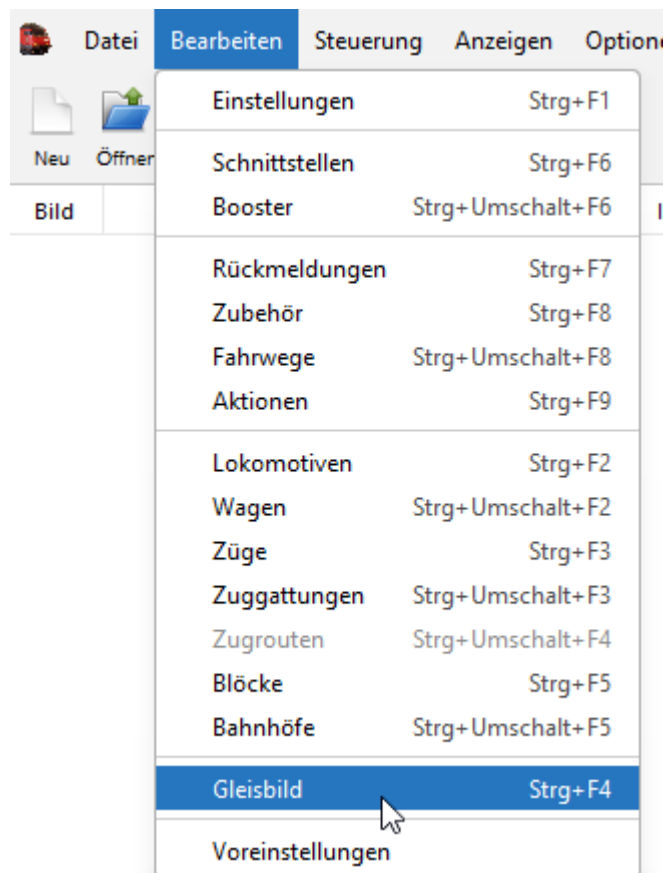 Datei Bearbeiten Steuerung Anzeigen
Neu
Bild
Einstellungen Strg+F1
Schnittstellen Strg+F6
Booster Strg+Umschalt+F6
Rückmeldungen Strg+F7
Zubehör Strg+F8
Fahrwege Strg+Umschalt+F8
Aktionen Strg+F9
Lokomotiven Strg+F2
Wagen Strg+Umschalt+F2
Züge Strg+F3
Zuggattungen Strg+Umschalt+F3
Zugrouten Strg+Umschalt+F4
Blöcke Strg+F5
Bahnhöfe Strg+Umschalt+F5
Gleisbild Strg+F4
Voreinstellungen